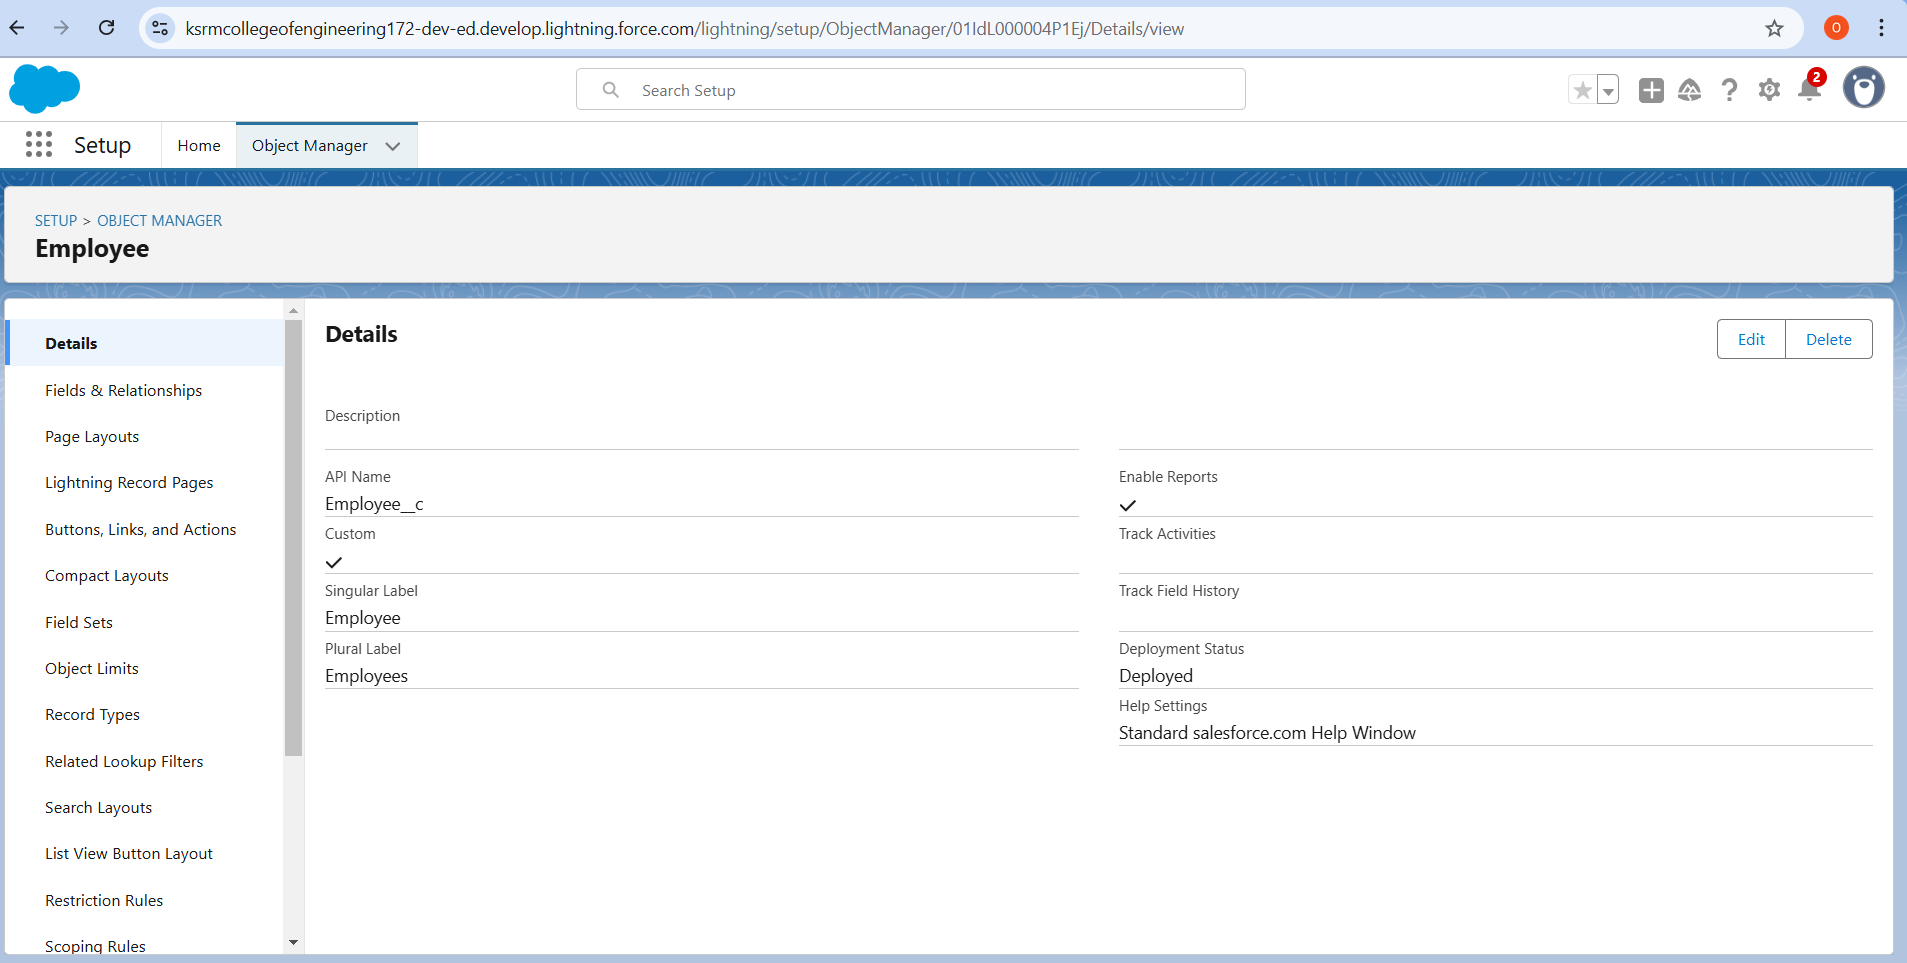 ksrmcollegeofengineering172-dev-ed.develop.lightning.force.com/lightning/setup/ObjectManager/01IdL000004P1Ej/Details/view
O
Search Setup
2
Setup
Home
Object Manager
SETUP > OBJECT MANAGER
Employee
Details
Fields & Relationships
Page Layouts
Lightning Record Pages
Buttons, Links, and Actions
Compact Layouts
Field Sets
Object Limits
Record Types
Related Lookup Filters
Search Layouts
List View Button Layout
Restriction Rules
Scoping Rules
Details
Edit
Delete
Description
API Name
Employee__c
Custom
Singular Label
Employee
Plural Label
Employees
Enable Reports
Track Activities
Track Field History
Deployment Status
Deployed
Help Settings
Standard salesforce.com Help Window